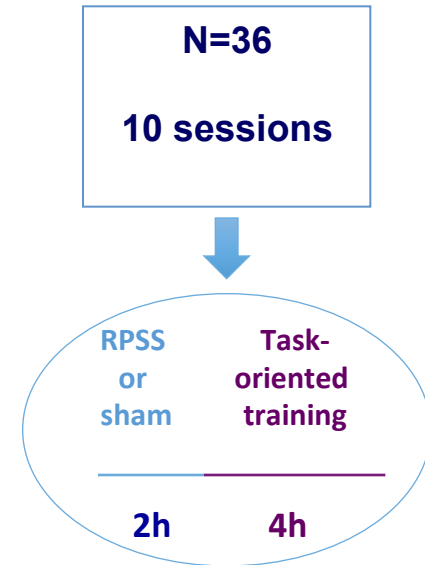 N=36
10 sessions
RPSS
or
sham
Task-
oriented
training
2h
4h